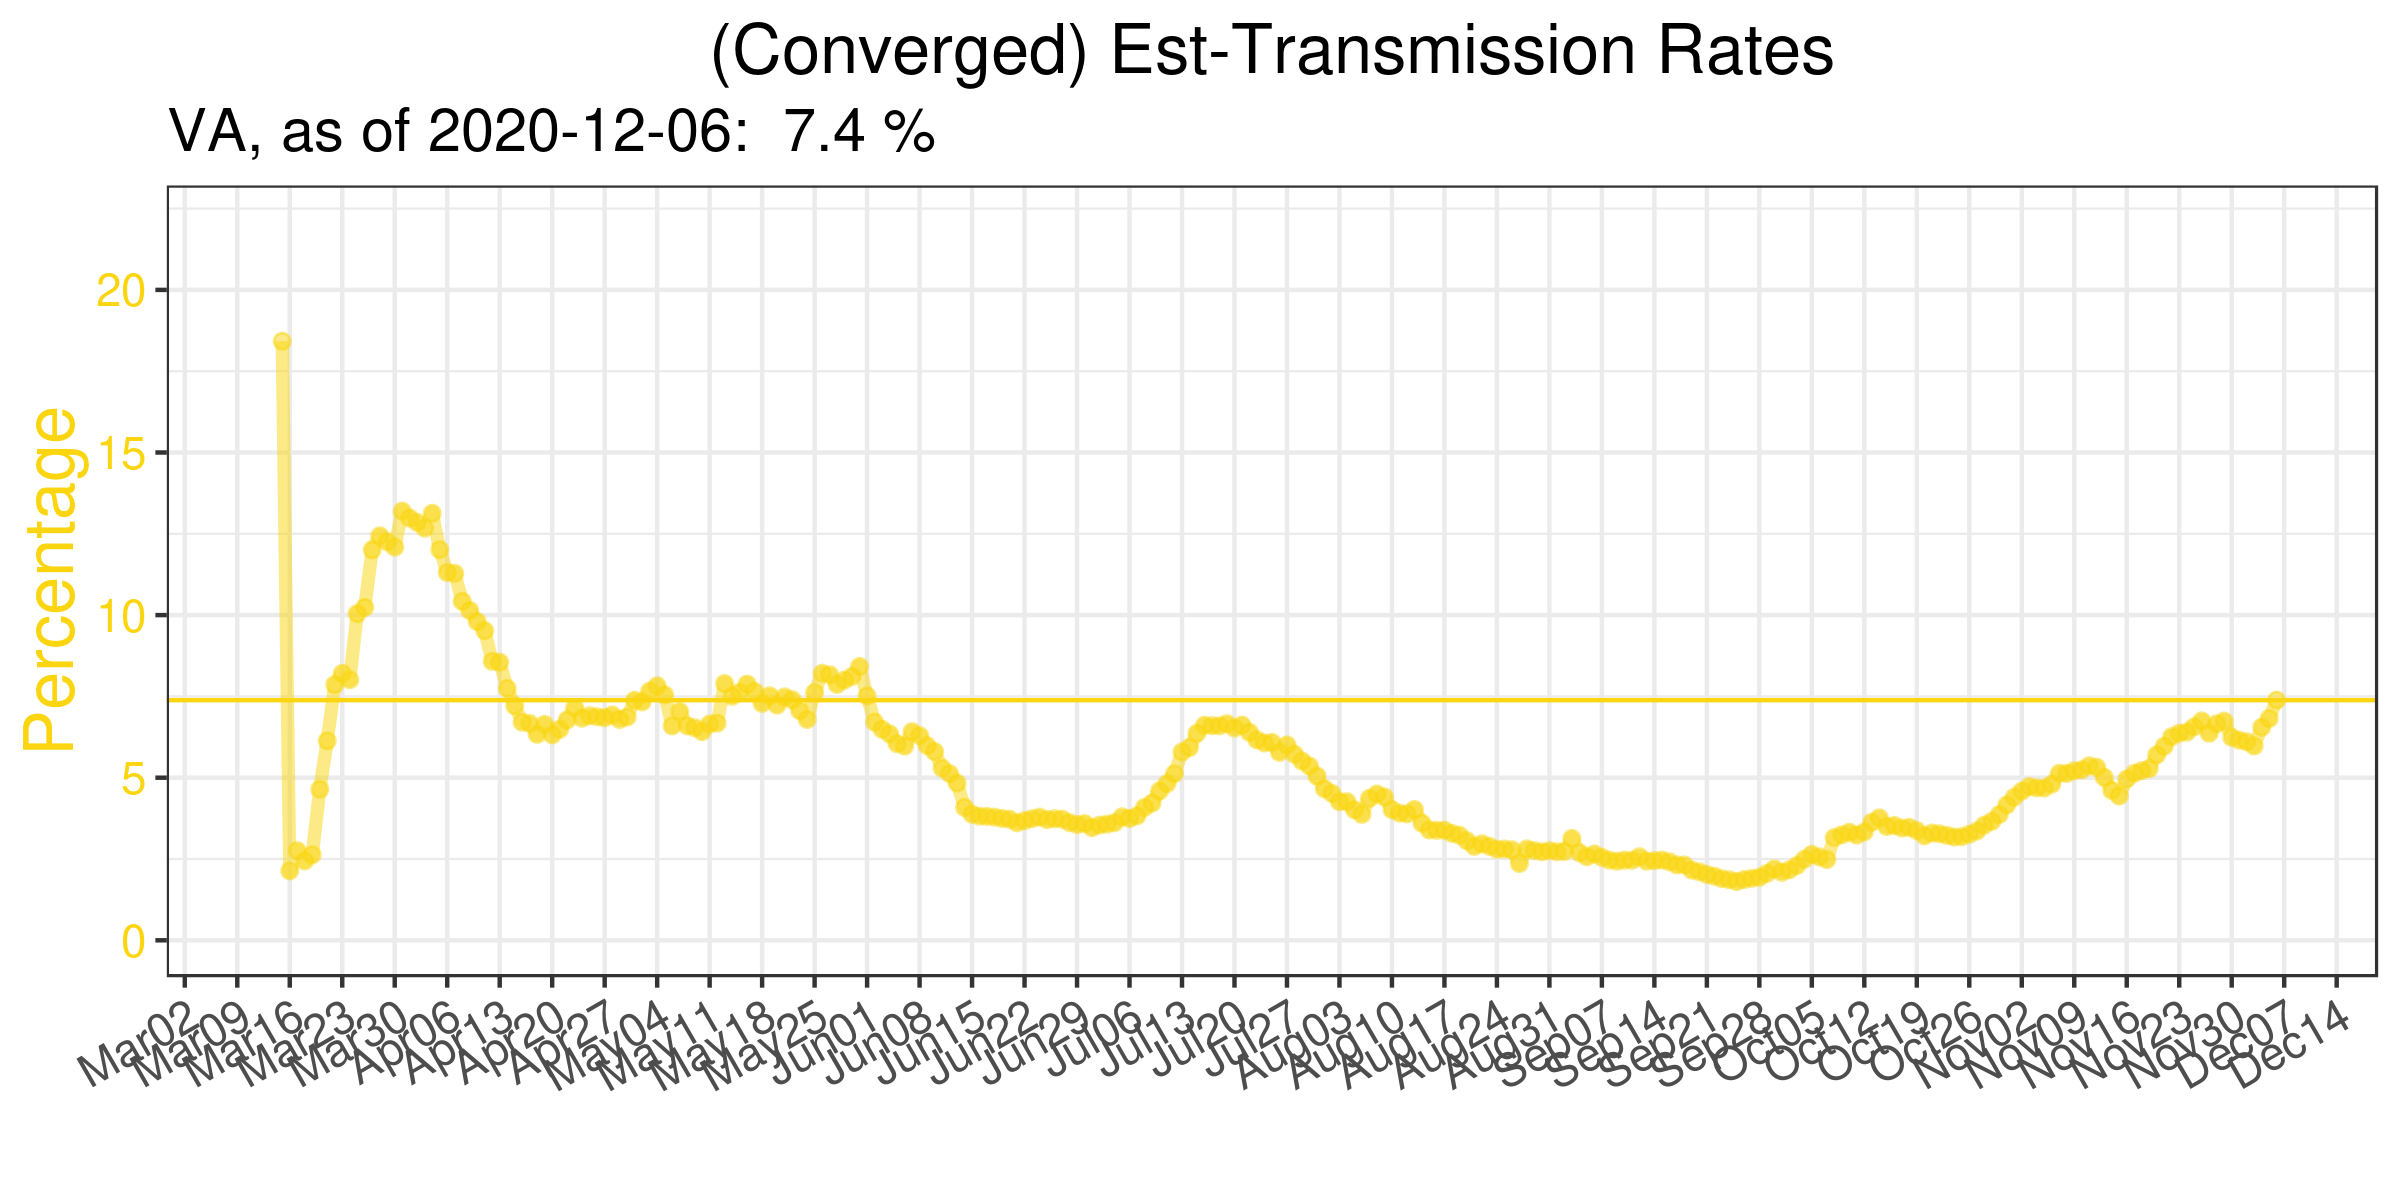 (Converged) Est-Transmission Rates
VA, as of 2020-12-06:  7.4 %
Percentage
20
15
10
5
0
Mar02
Mar09
Mar16
Mar23
Mar30
Apr06
Apr13
Apr20
Apr27
May04
May11
May18
May25
Jun01
Jun08
Jun15
Jun22
Jun29
Jul06
Jul13
Jul20
Jul27
Aug03
Aug10
Aug17
Aug24
Aug31
Sep07
Sep14
Sep21
Sep28
Oct05
Oct12
Oct19
Oct26
Nov02
Nov09
Nov16
Nov23
Nov30
Dec07
Dec14